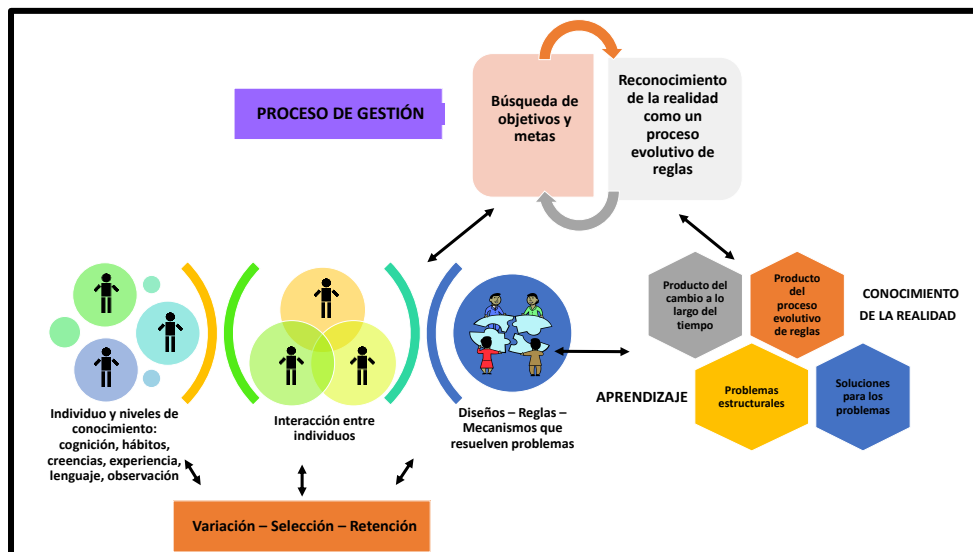 PROCESO DE GESTIÓN
Búsqueda de
objetivos y
metas
Reconocimiento
de la realidad
como un
proceso
evolutivo de
reglas
Individuo y niveles de
conocimiento:
cognición, hábitos,
creencias, experiencia,
lenguaje, observación
Interacción entre
individuos
Diseños – Reglas –
Mecanismos que
resuelven problemas
Producto del
cambio a lo
largo del
tiempo
Producto
del
proceso
evolutivo
de reglas
CONOCIMIENTO
DE LA REALIDAD
APRENDIZAJE
Problemas
estructurales
Soluciones
para los
problemas
Variación – Selección – Retención